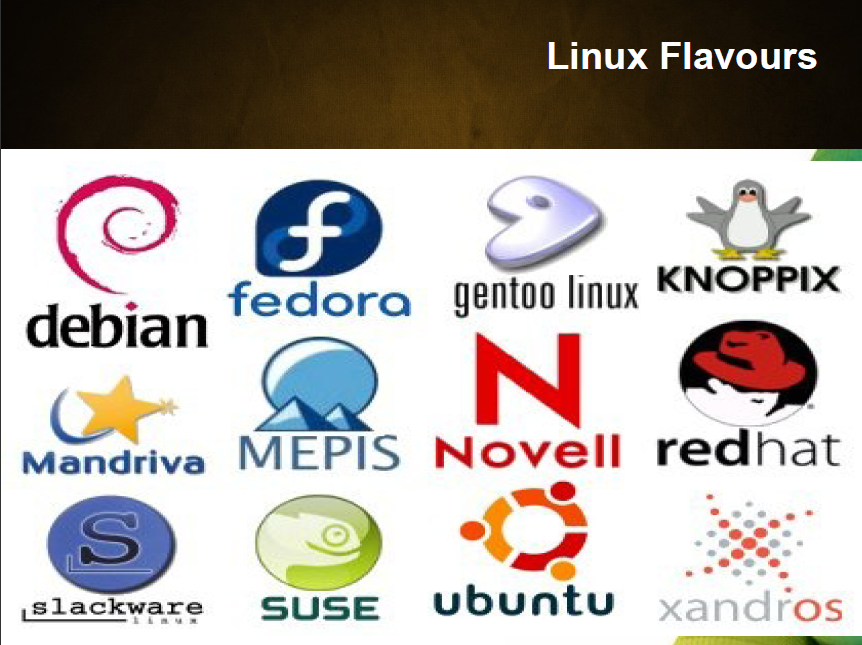 Linux Flavours
debian
fedora
gentoo linux
KNOPPIX
Mandriva
MEPIS
N
Novell
redhat
S
slackware
linux
SUSE
ubuntu
xandros